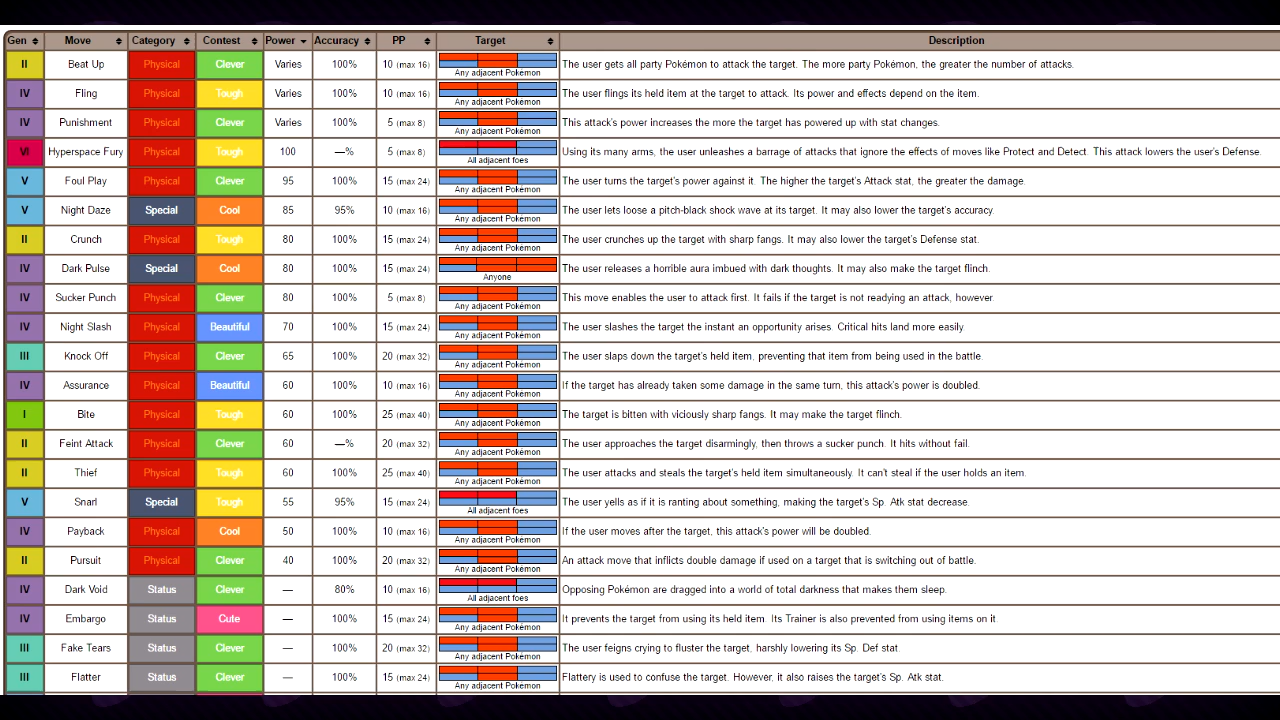 Gen Move Category Contest Power Accuracy PP Target Description
II Beat Up Physical Clever Varies 100% 10 (max 16) Any adjacent Pokémon The user gets all party Pokémon to attack the target. The more party Pokémon, the greater the number of attacks.
IV Fling Physical Tough Varies 100% 10 (max 16) Any adjacent Pokémon The user flings its held item at the target to attack. Its power and effects depend on the item.
IV Punishment Physical Clever Varies 100% 5 (max 8) Any adjacent Pokémon This attack's power increases the more the target has powered up with stat changes.
VI Hyperspace Fury Physical Tough 100 —% 5 (max 8) All adjacent foes Using its many arms, the user unleashes a barrage of attacks that ignore the effects of moves like Protect and Detect. This attack lowers the user's Defense.
V Foul Play Physical Clever 95 100% 15 (max 24) Any adjacent Pokémon The user turns the target's power against it. The higher the target's Attack stat, the greater the damage.
V Night Daze Special Cool 85 95% 10 (max 16) Any adjacent Pokémon The user lets loose a pitch-black shock wave at its target. It may also lower the target's accuracy.
II Crunch Physical Tough 80 100% 15 (max 24) Any adjacent Pokémon The user crunches up the target with sharp fangs. It may also lower the target's Defense stat.
IV Dark Pulse Special Cool 80 100% 15 (max 24) Anyone The user releases a horrible aura imbued with dark thoughts. It may also make the target flinch.
IV Sucker Punch Physical Clever 80 100% 5 (max 8) Any adjacent Pokémon This move enables the user to attack first. It fails if the target is not readying an attack, however.
IV Night Slash Physical Beautiful 70 100% 15 (max 24) Any adjacent Pokémon The user slashes the target the instant an opportunity arises. Critical hits land more easily.
III Knock Off Physical Clever 65 100% 20 (max 32) Any adjacent Pokémon The user slaps down the target's held item, preventing that item from being used in the battle.
IV Assurance Physical Beautiful 60 100% 10 (max 16) Any adjacent Pokémon If the target has already taken some damage in the same turn, this attack's power is doubled.
I Bite Physical Tough 60 100% 25 (max 40) Any adjacent Pokémon The target is bitten with viciously sharp fangs. It may make the target flinch.
II Feint Attack Physical Clever 60 —% 20 (max 32) Any adjacent Pokémon The user approaches the target disarmingly, then throws a sucker punch. It hits without fail.
II Thief Physical Tough 60 100% 25 (max 40) Any adjacent Pokémon The user attacks and steals the target's held item simultaneously. It can't steal if the user holds an item.
V Snarl Special Tough 55 95% 15 (max 24) All adjacent foes The user yells as if it is ranting about something, making the target's Sp. Atk stat decrease.
IV Payback Physical Cool 50 100% 10 (max 16) Any adjacent Pokémon If the user moves after the target, this attack's power will be doubled.
II Pursuit Physical Clever 40 100% 20 (max 32) Any adjacent Pokémon An attack move that inflicts double damage if used on a target that is switching out of battle.
IV Dark Void Status Clever — 80% 10 (max 16) All adjacent foes Opposing Pokémon are dragged into a world of total darkness that makes them sleep.
IV Embargo Status Cute — 100% 15 (max 24) Any adjacent Pokémon It prevents the target from using its held item. Its Trainer is also prevented from using items on it.
III Fake Tears Status Clever — 100% 20 (max 32) Any adjacent Pokémon The user feigns crying to fluster the target, harshly lowering its Sp. Def stat.
III Flatter Status Clever — 100% 15 (max 24) Any adjacent Pokémon Flattery is used to confuse the target. However, it also raises the target's Sp. Atk stat.